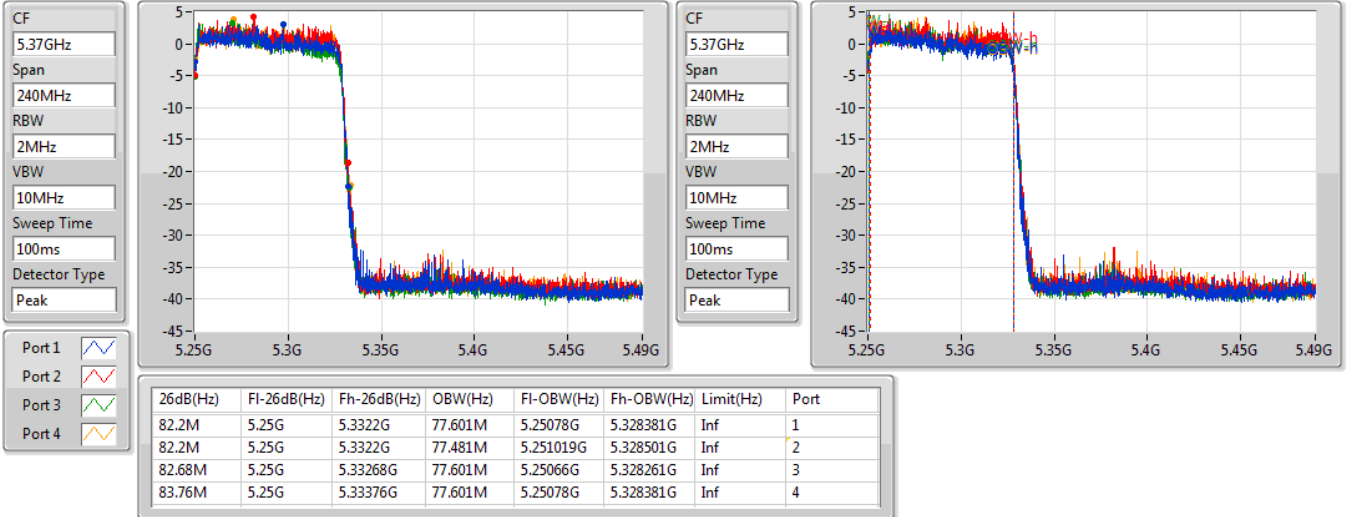 CF
5.37GHz
Span
240MHz
RBW
2MHz
VBW
10MHz
Sweep Time
100ms
Detector Type
Peak
5
0
-5
-10
-15
-20
-25
-30
-35
-40
-45
5.25G 5.3G 5.35G 5.4G 5.45G 5.49G
CF
5.37GHz
Span
240MHz
RBW
2MHz
VBW
10MHz
Sweep Time
100ms
Detector Type
Peak
5
0
-5
-10
-15
-20
-25
-30
-35
-40
-45
5.25G 5.3G 5.35G 5.4G 5.45G 5.49G
Port 1
Port 2
Port 3
Port 4
26dB(Hz) Fl-26dB(Hz) Fh-26dB(Hz) OBW(Hz) Fl-OBW(Hz) Fh-OBW(Hz) Limit(Hz) Port
82.2M 5.25G 5.3322G 77.601M 5.25078G 5.328381G Inf 1
82.2M 5.25G 5.3322G 77.481M 5.251019G 5.328501G Inf 2
82.68M 5.25G 5.33268G 77.601M 5.25066G 5.328261G Inf 3
83.76M 5.25G 5.33376G 77.601M 5.25078G 5.328381G Inf 4